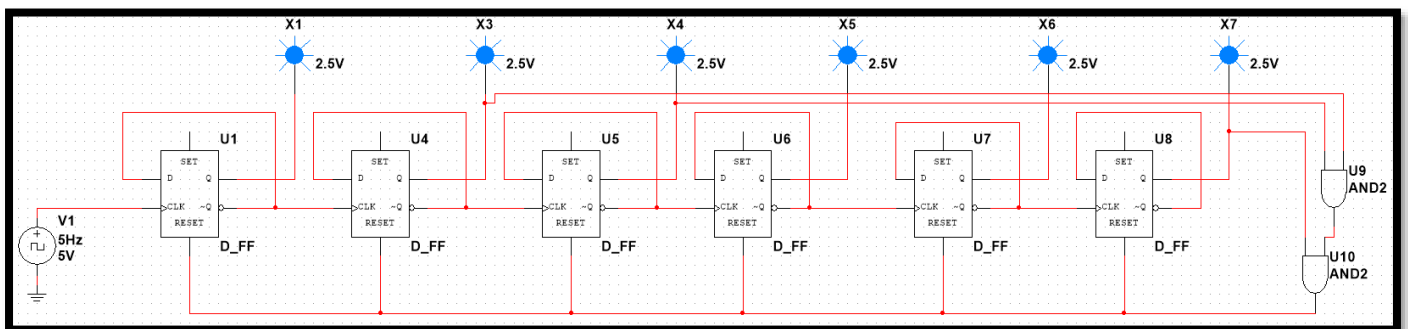 X1 X3 X4 X5 X6 X7
2.5V 2.5V 2.5V 2.5V 2.5V 2.5V
U1 U4 U5 U6 U7 U8
SET SET SET SET SET SET
D Q D Q D Q D Q D Q D Q
U9
AND2
CLK ~Q CLK ~Q CLK ~Q CLK ~Q CLK ~Q CLK ~Q
RESET RESET RESET RESET RESET RESET
V1
5Hz
5V
D_FF D_FF D_FF D_FF D_FF D_FF
U10
AND2